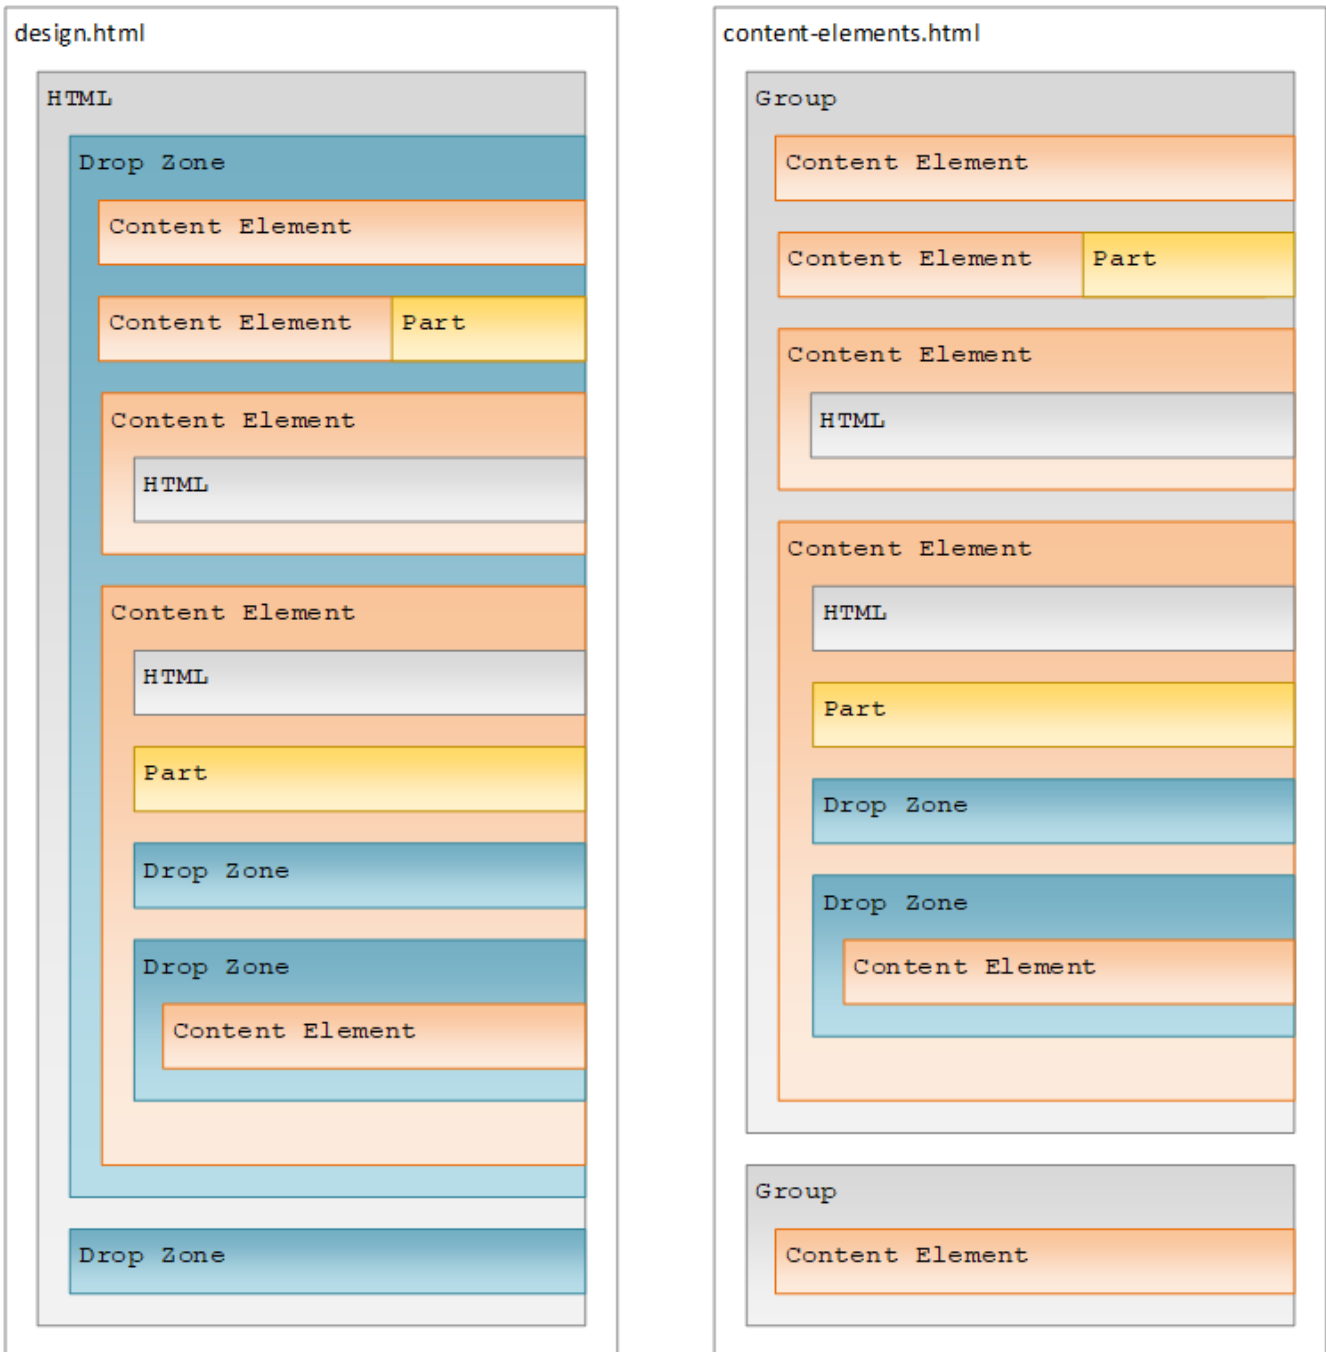 design.html
HTML
Drop Zone
Content Element
Content Element Part
Content Element
HTML
Content Element
HTML
Part
Drop Zone
Drop Zone
Content Element
Drop Zone
content-elements.html
Group
Content Element
Content Element Part
Content Element
HTML
Content Element
HTML
Part
Drop Zone
Drop Zone
Content Element
Group
Content Element